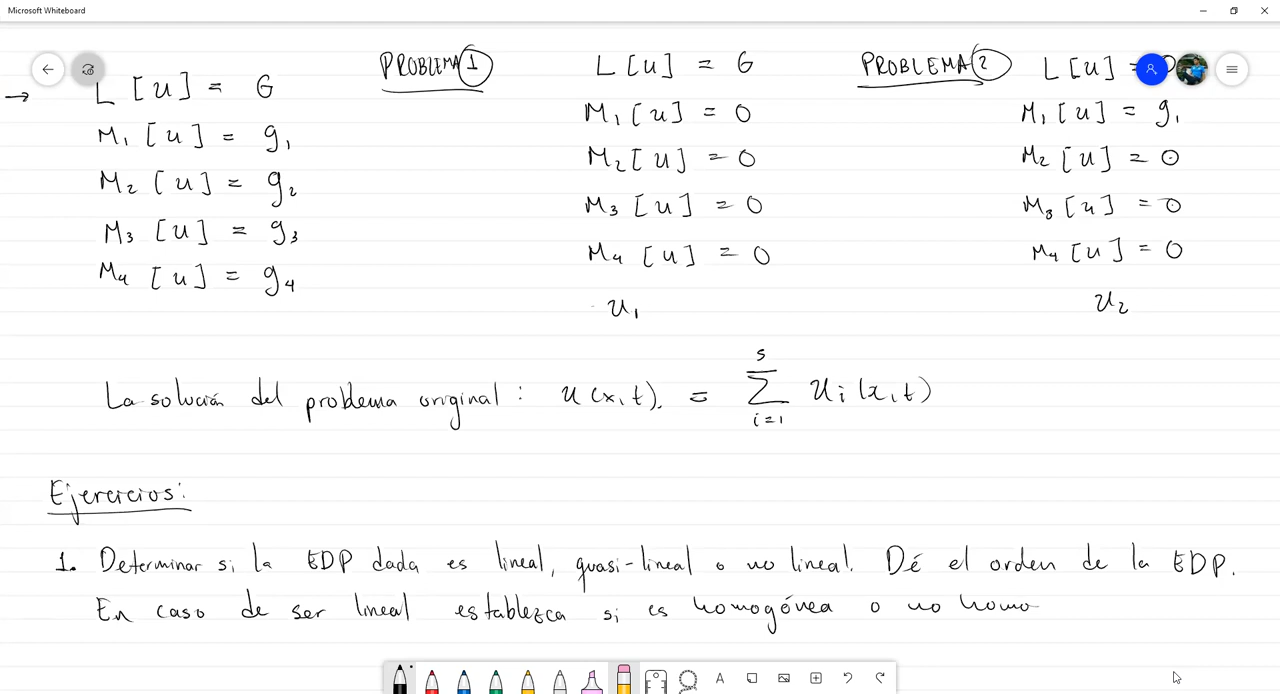 Microsoft Whiteboard
→ L[u] = G
M₁[u] = g₁
M₂[u] = g₂
M₃[u] = g₃
M₄[u] = g₄
PROBLEMA 1
L[u] = G
M₁[u] = 0
M₂[u] = 0
M₃[u] = 0
M₄[u] = 0
u₁
PROBLEMA 2
L[u] = 0
M₁[u] = g₁
M₂[u] = 0
M₃[u] = 0
M₄[u] = 0
u₂
La solución del problema original: u(x,t). = ∑_{i=1}^{5} uᵢ(x,t)
Ejercicios:
1. Determinar si la EDP dada es lineal, quasi-lineal o no lineal. Dé el orden de la EDP.
En caso de ser lineal establezca si es homogónea o no homo
A